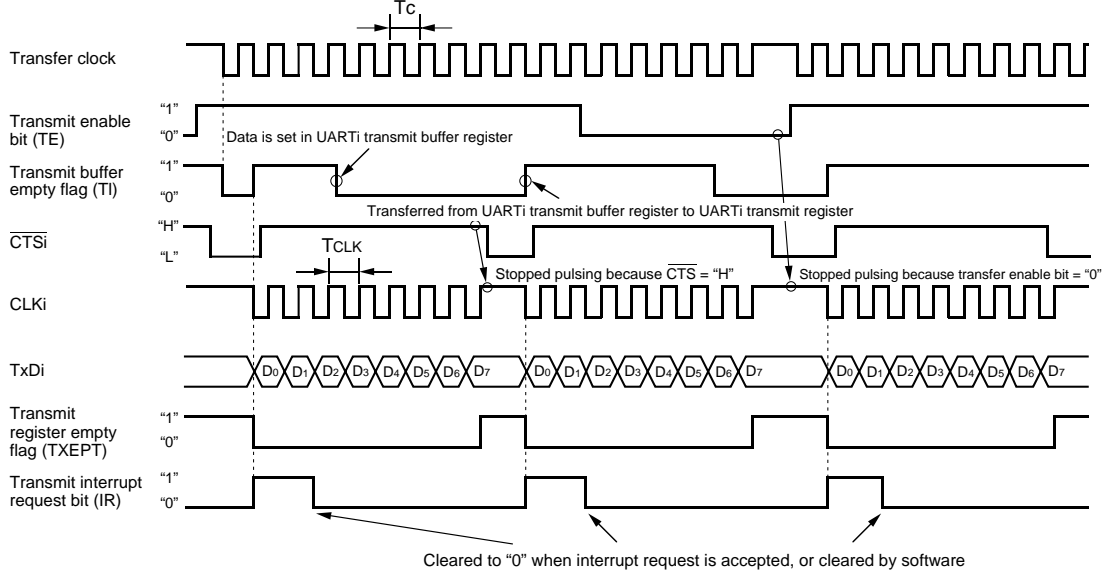 Tc
Transfer clock
Transmit enable
bit (TE)
“1”
“0”
Data is set in UARTi transmit buffer register
Transmit buffer
empty flag (Tl)
“1”
“0”
Transferred from UARTi transmit buffer register to UARTi transmit register
CTSi
“H”
“L”
TCLK
Stopped pulsing because CTS = “H”
Stopped pulsing because transfer enable bit = “0”
CLKi
TxDi
D0 D1 D2 D3 D4 D5 D6 D7 D0 D1 D2 D3 D4 D5 D6 D7 D0 D1 D2 D3 D4 D5 D6 D7
Transmit
register empty
flag (TXEPT)
“1”
“0”
Transmit interrupt
request bit (IR)
“1”
“0”
Cleared to “0” when interrupt request is accepted, or cleared by software